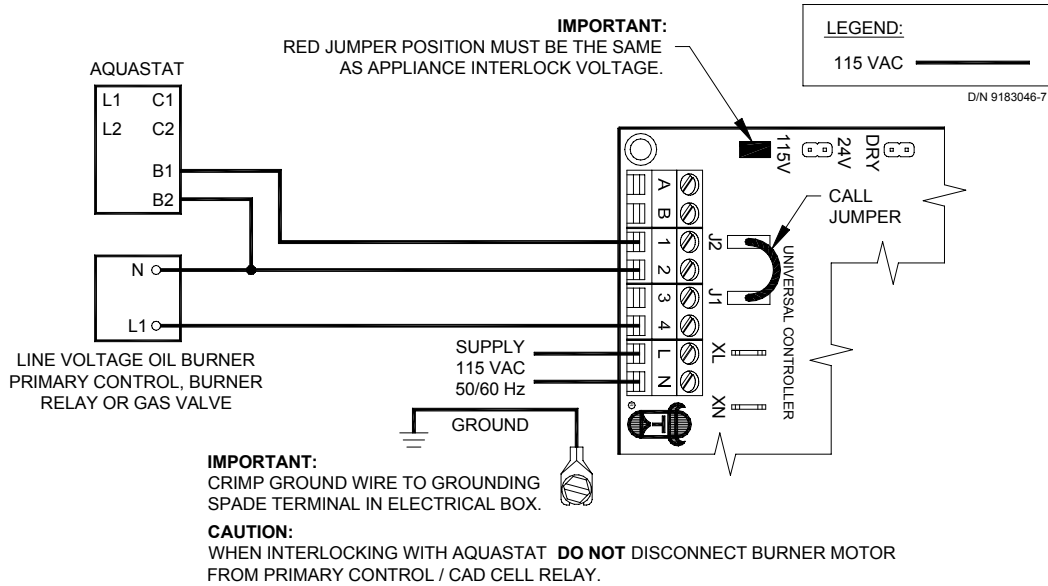 IMPORTANT:
RED JUMPER POSITION MUST BE THE SAME
AS APPLIANCE INTERLOCK VOLTAGE.
LEGEND:
115 VAC
D/N 9183046-7
AQUASTAT
L1 C1
L2 C2
B1
B2
115V
24V
DRY
CALL
JUMPER
A
B
1
2
3
4
L
N
J2
J1
UNIVERSAL CONTROLLER
XL
XN
T
N
L1
LINE VOLTAGE OIL BURNER
PRIMARY CONTROL, BURNER
RELAY OR GAS VALVE
SUPPLY
115 VAC
50/60 Hz
GROUND
IMPORTANT:
CRIMP GROUND WIRE TO GROUNDING
SPADE TERMINAL IN ELECTRICAL BOX.
CAUTION:
WHEN INTERLOCKING WITH AQUASTAT DO NOT DISCONNECT BURNER MOTOR
FROM PRIMARY CONTROL / CAD CELL RELAY.